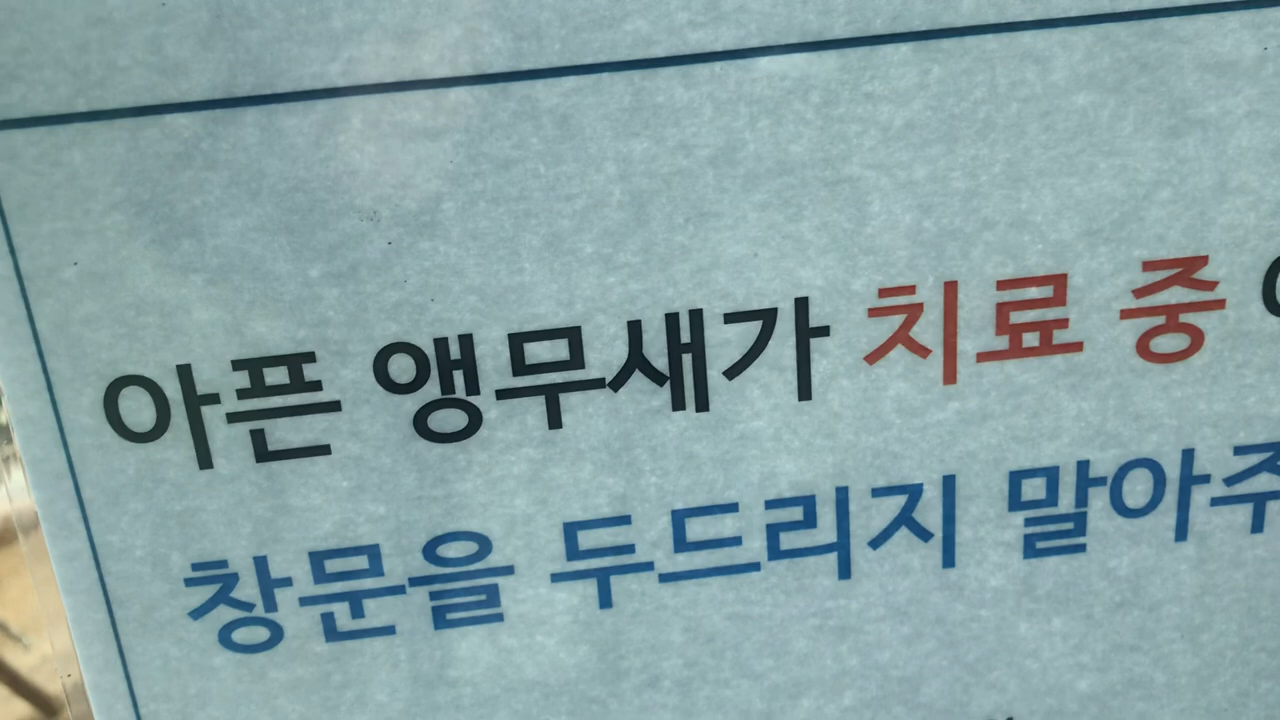 아픈 앵무새가 치료 중
창문을 두드리지 말아주